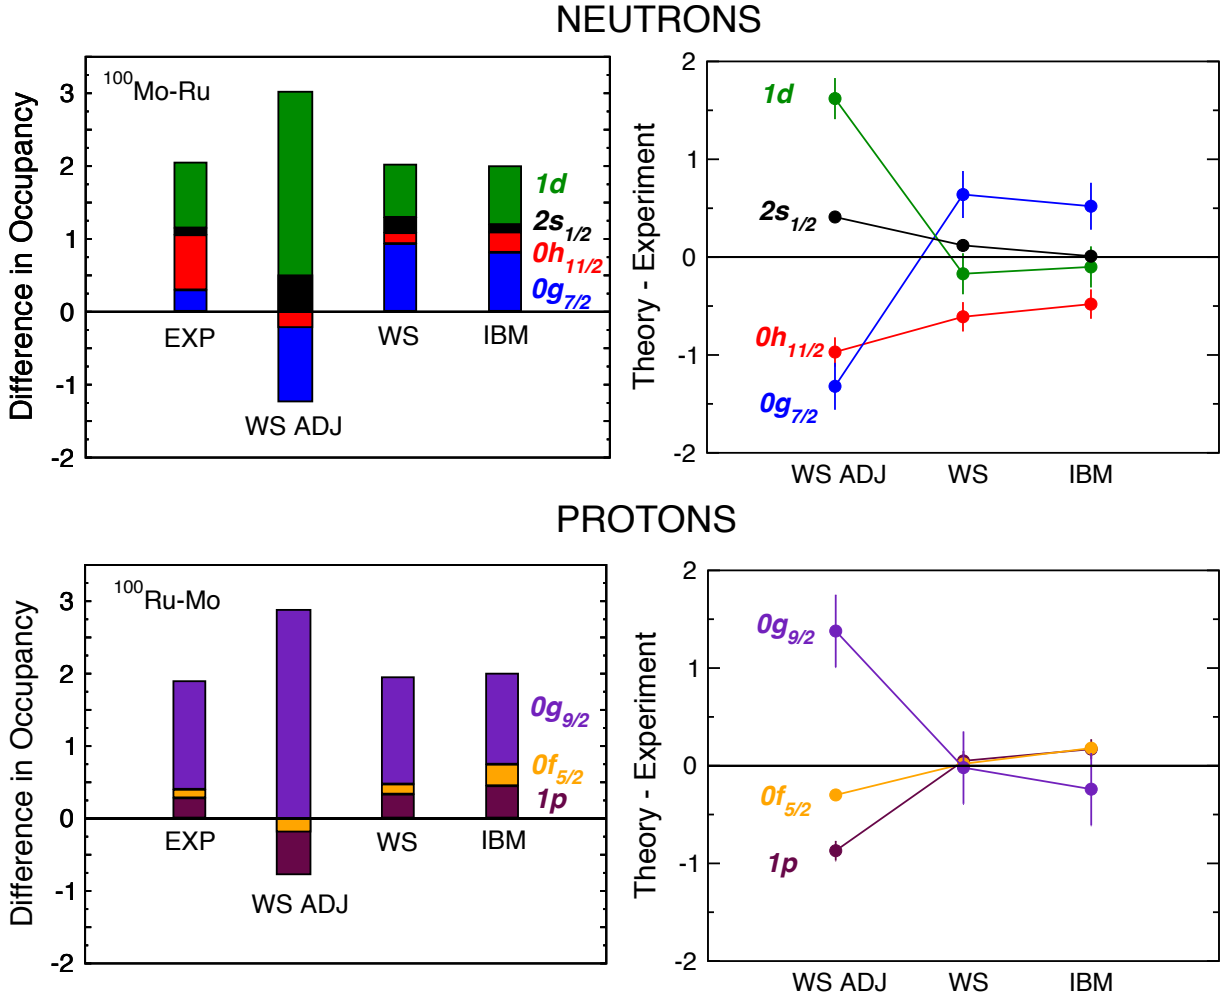 NEUTRONS
Difference in Occupancy
3
2
1
0
-1
-2
¹⁰⁰Mo-Ru
EXP
WS ADJ
WS
IBM
1d
2s₁/₂
0h₁₁/₂
0g₇/₂
Theory - Experiment
2
1
0
-1
-2
1d
2s₁/₂
0h₁₁/₂
0g₇/₂
WS ADJ
WS
IBM
PROTONS
Difference in Occupancy
3
2
1
0
-1
-2
¹⁰⁰Ru-Mo
EXP
WS ADJ
WS
IBM
0g₉/₂
0f₅/₂
1p
Theory - Experiment
2
1
0
-1
-2
0g₉/₂
0f₅/₂
1p
WS ADJ
WS
IBM